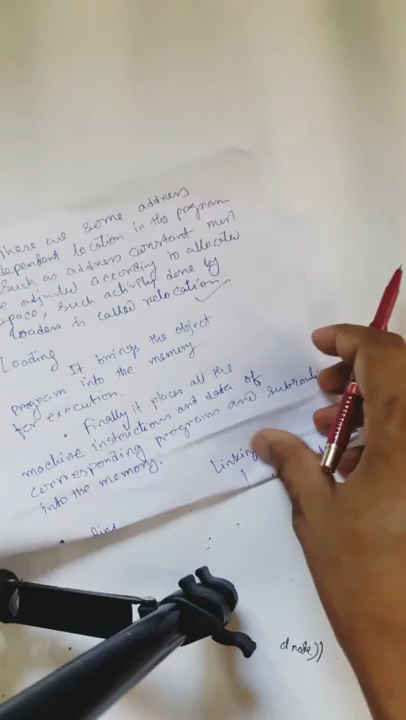 There are some address
dependent location in the program
such as address constant must
be adjusted according to allocate
space, such activity done by
loader is called relocation.
Loading
It brings the object
program into the memory
for execution.
• Finally it places all the
machine instructions and data of
corresponding programs and
into the memory.
Linking